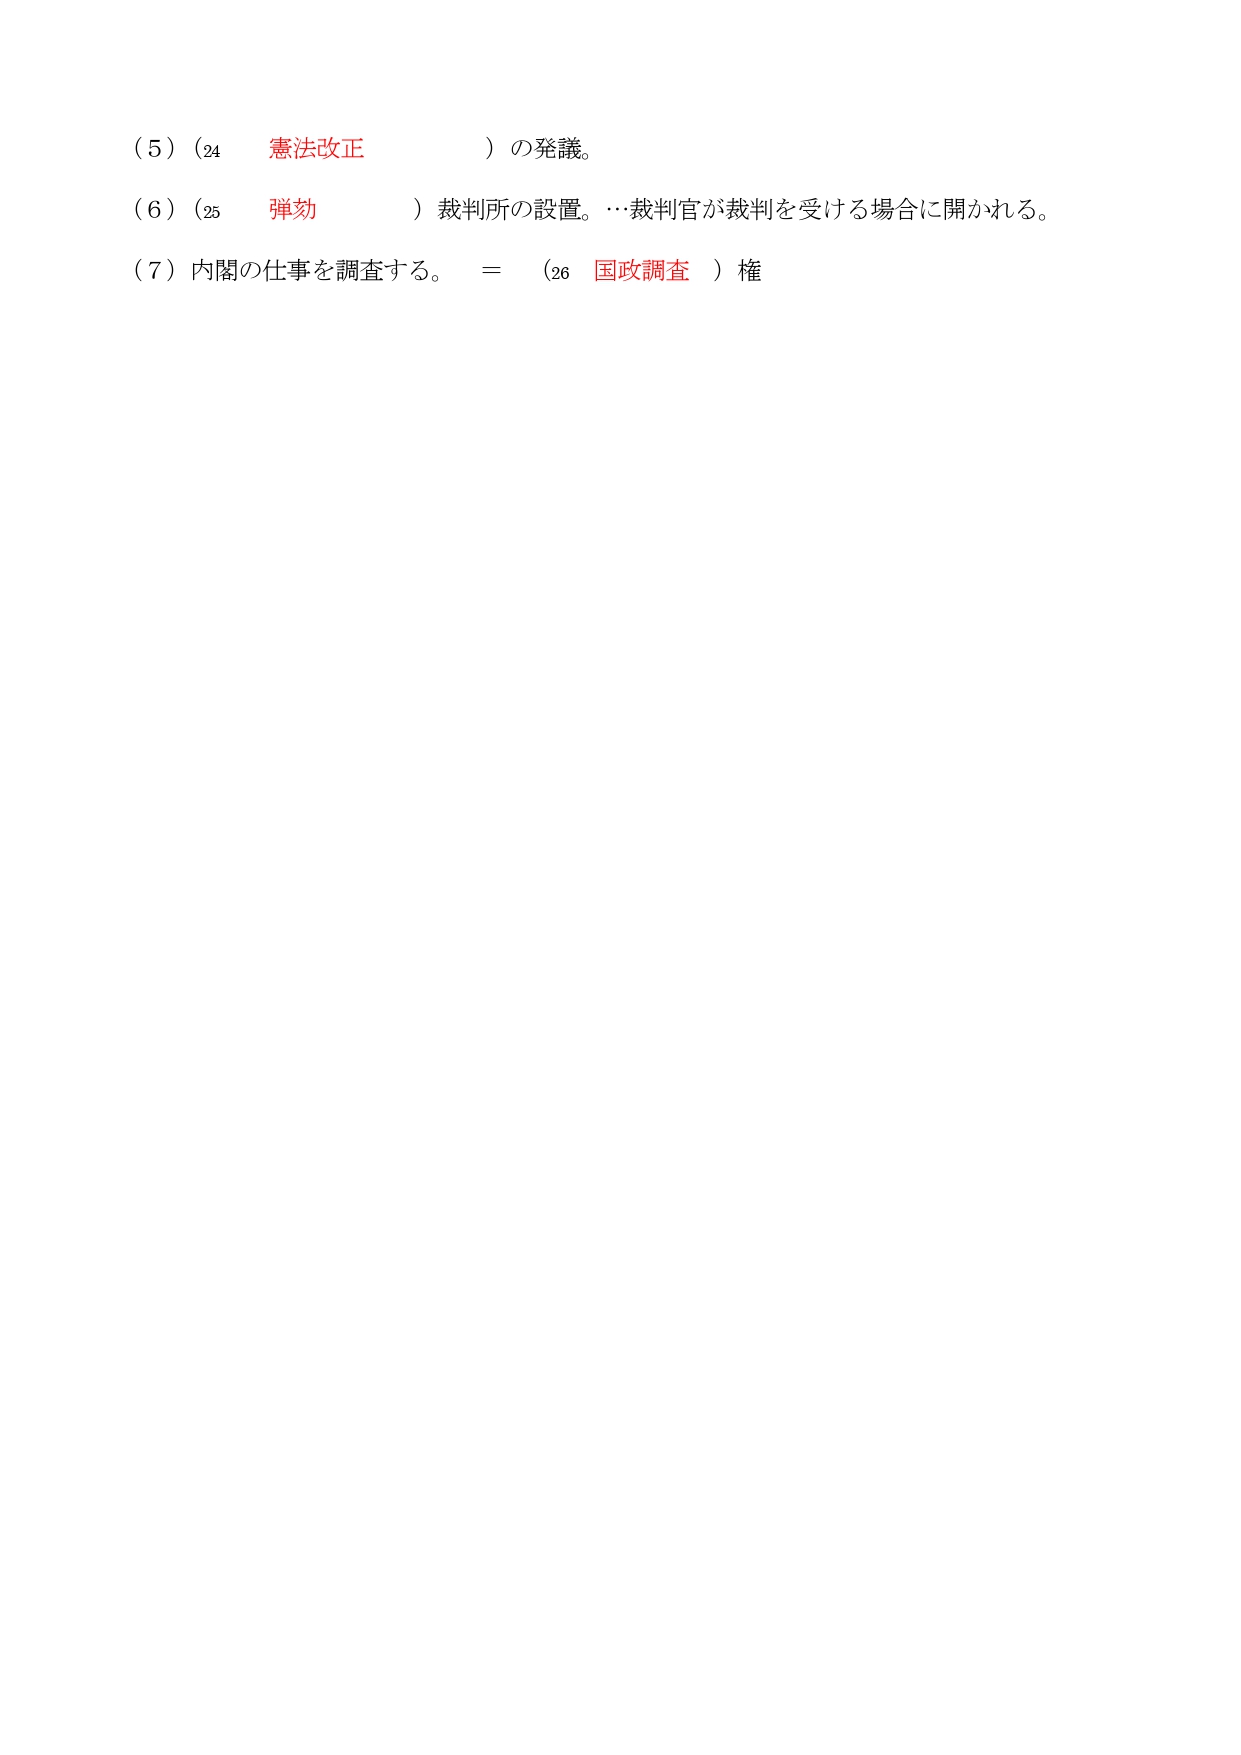 （５）（24　　憲法改正　　　　　）の発議。
（６）（25　　弾劾　　　　）裁判所の設置。…裁判官が裁判を受ける場合に開かれる。
（７）内閣の仕事を調査する。　＝　（26　国政調査　）権